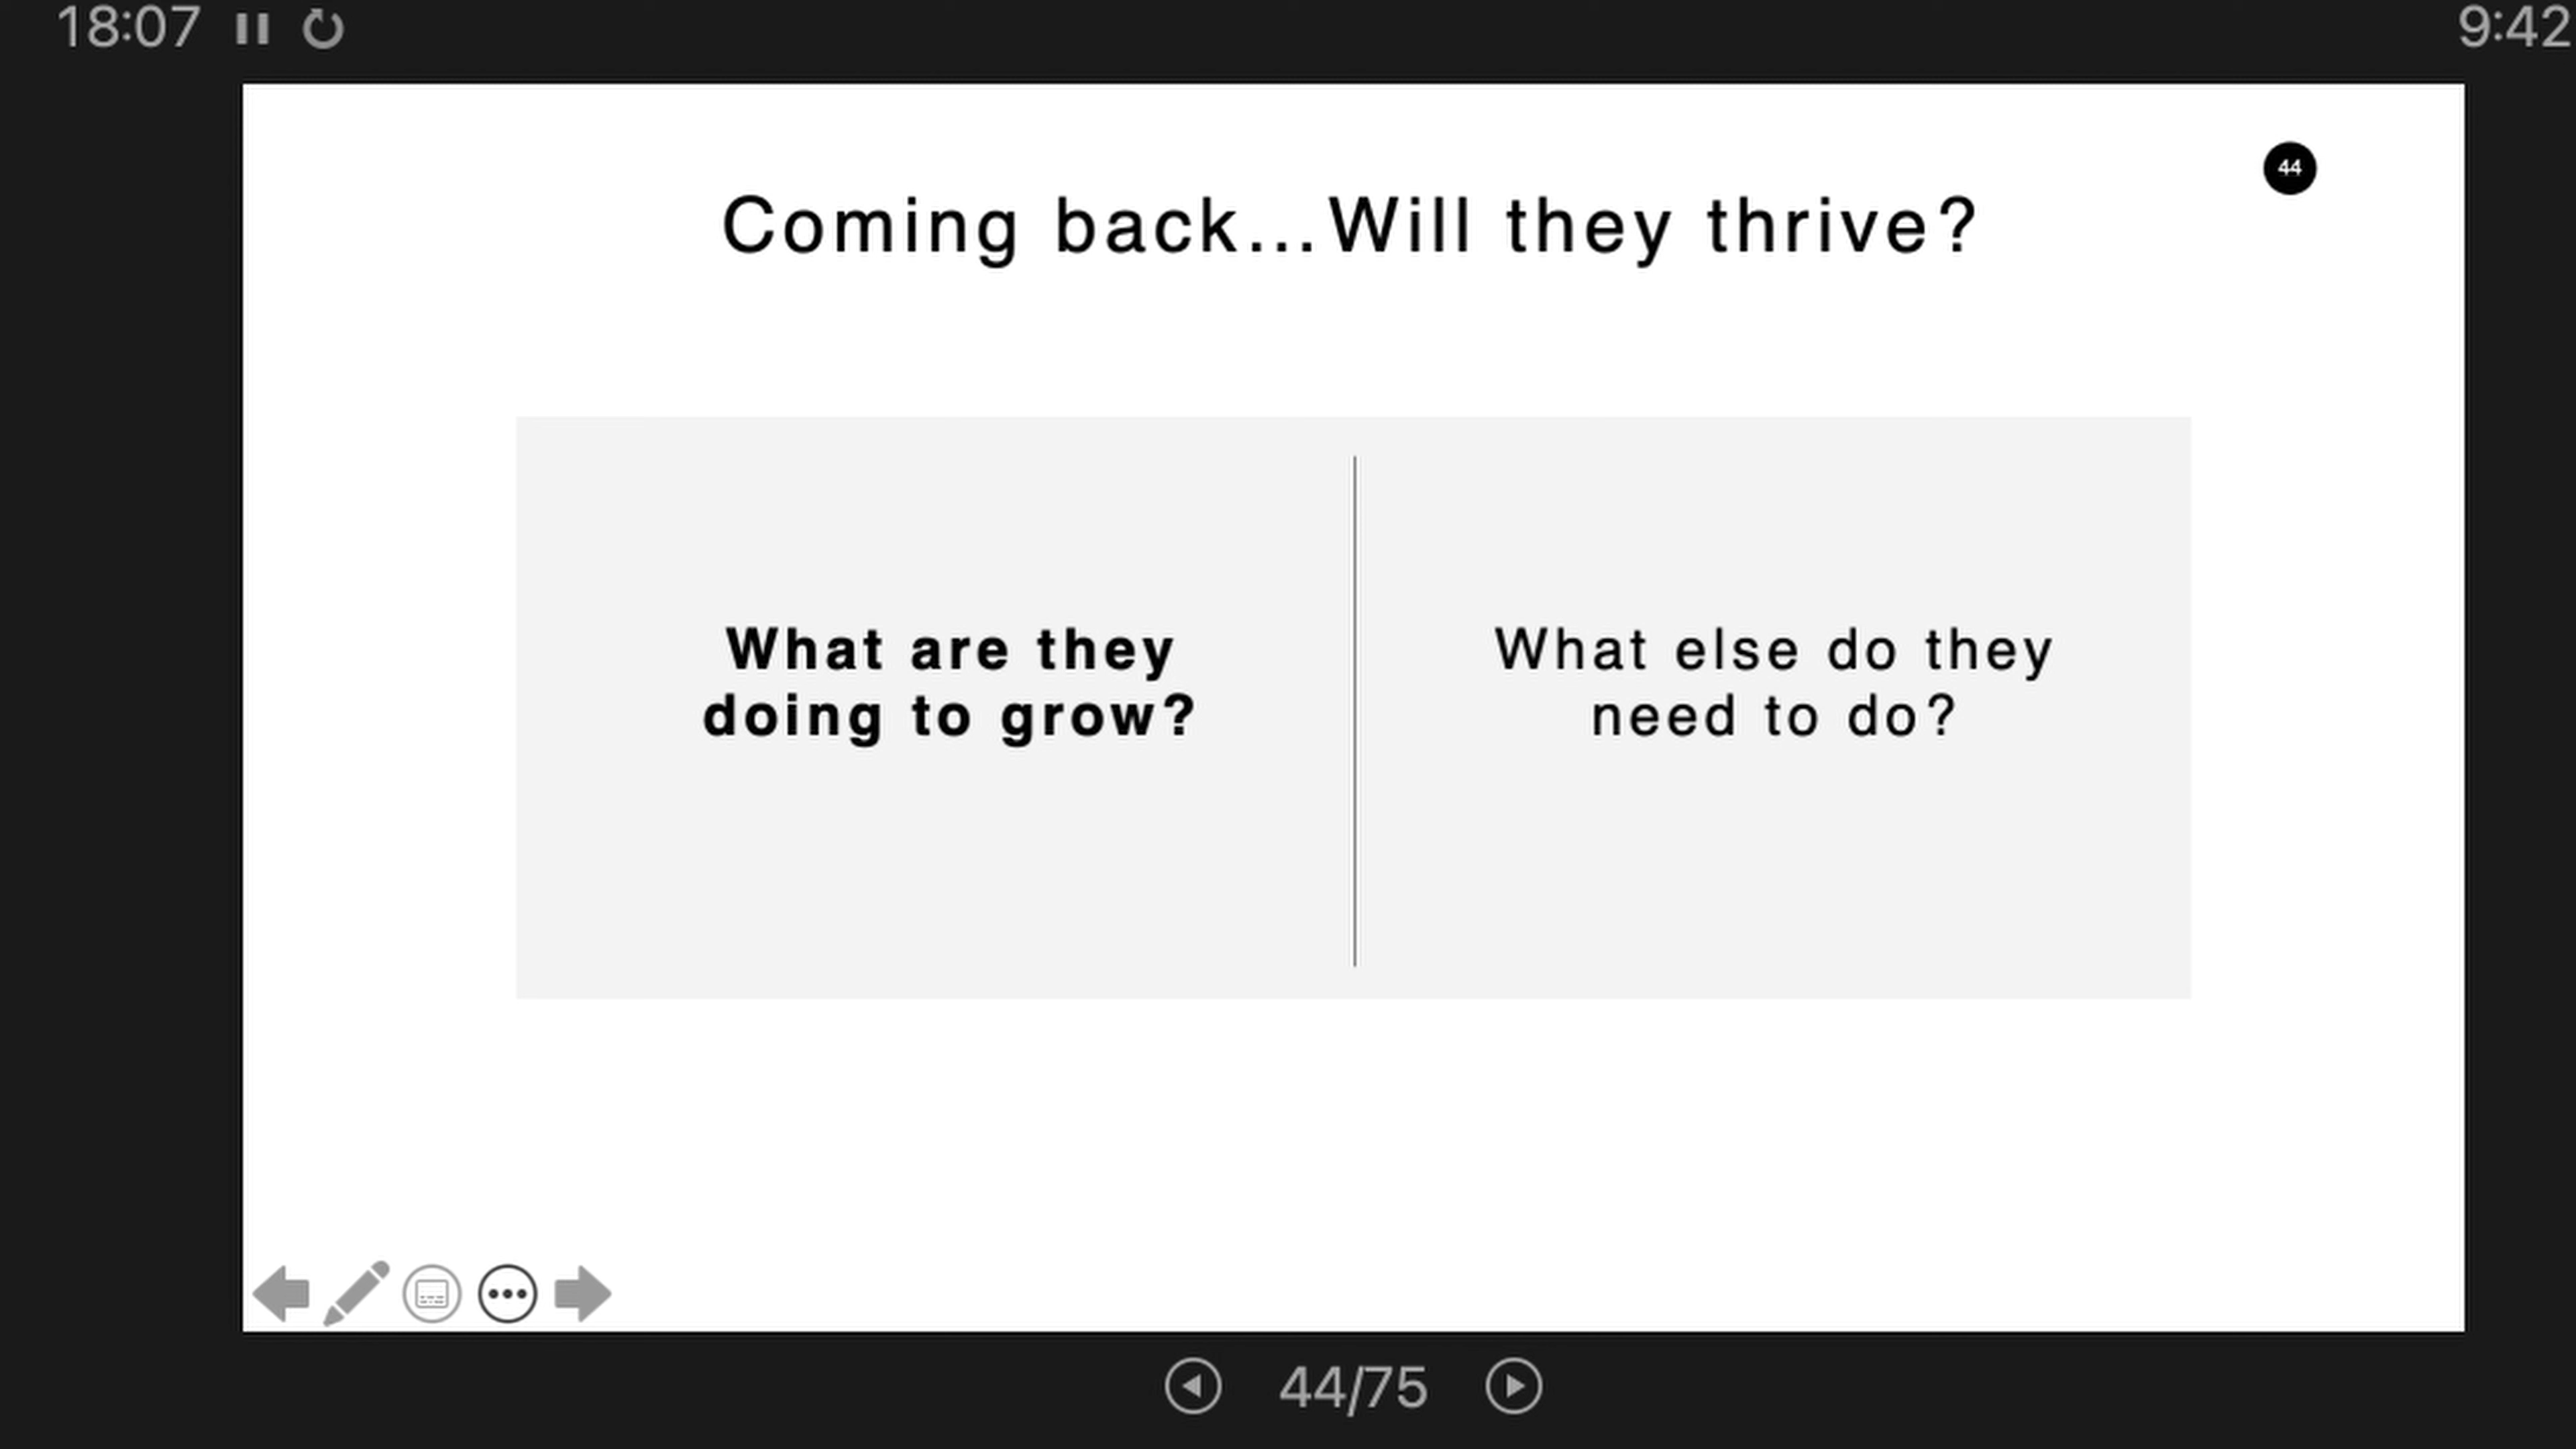 18:07
9:42
44
Coming back...Will they thrive?
What are they
doing to grow?
What else do they
need to do?
44/75